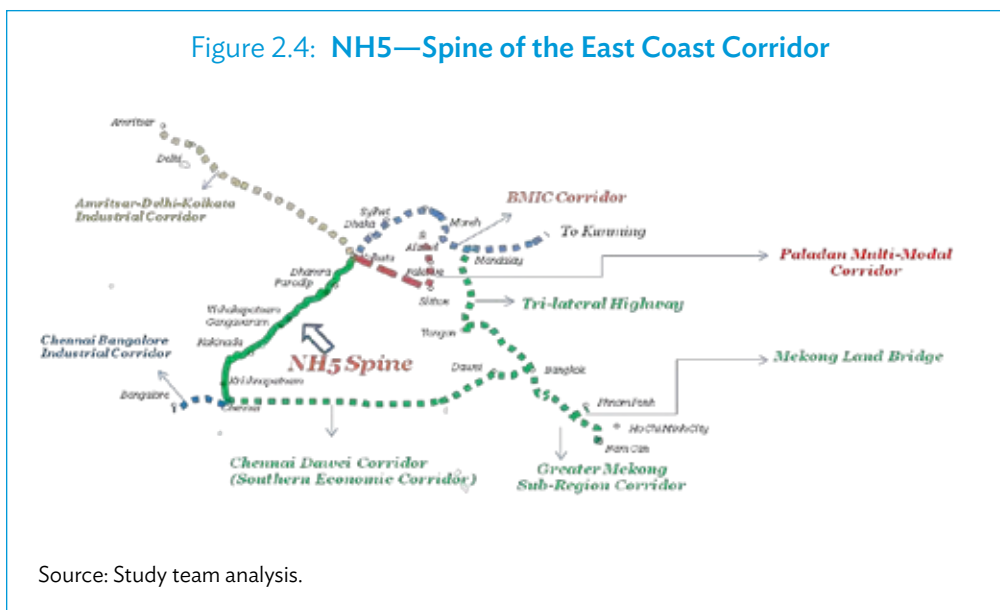 Figure 2.4: NH5—Spine of the East Coast Corridor
Amritsar
Delhi
Amritsar-Delhi-Kolkata
Industrial Corridor
Sylhet
Dhaka
Moreh
BMIC Corridor
To Kunming
Mandalay
Paladan Multi-Modal
Corridor
Kolkata
Dhamra
Paradip
Sittwe
Tri-lateral Highway
Vishakapatnam
Gangavaram
Yangon
Chennai Bangalore
Industrial Corridor
Kakinada
NH5 Spine
Mekong Land Bridge
Dawei
Bangkok
Krishnapatnam
Bangalore
Chennai
Phnom Penh
Ho Chi Minh City
Nam Can
Chennai Dawei Corridor
(Southern Economic Corridor)
Greater Mekong
Sub-Region Corridor
Source: Study team analysis.